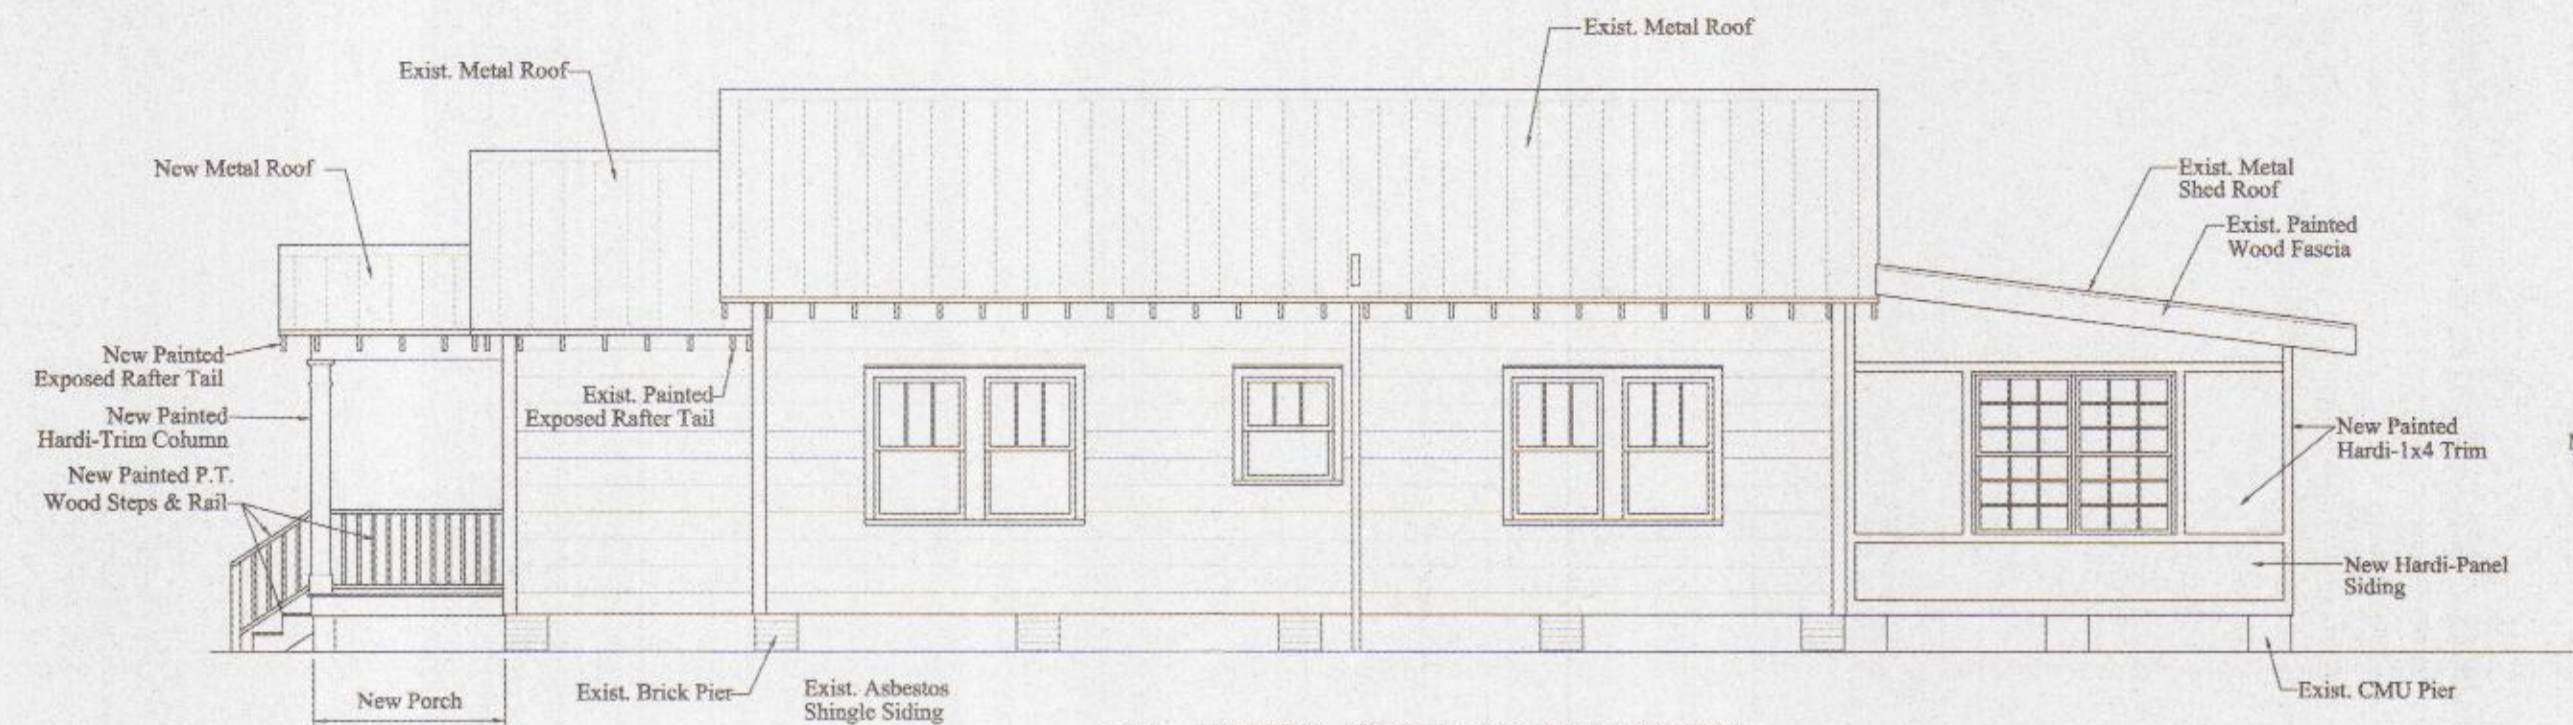 Exist. Metal Roof
Exist. Metal Roof
New Metal Roof
Exist. Metal
Shed Roof
Exist. Painted
Wood Fascia
New Painted
Exposed Rafter Tail
Exist. Painted
Exposed Rafter Tail
New Painted
Hardi-Trim Column
New Painted
Hardi-1x4 Trim
New Painted P.T.
Wood Steps & Rail
New Hardi-Panel
Siding
New Porch
Exist. Brick Pier
Exist. Asbestos
Shingle Siding
Exist. CMU Pier